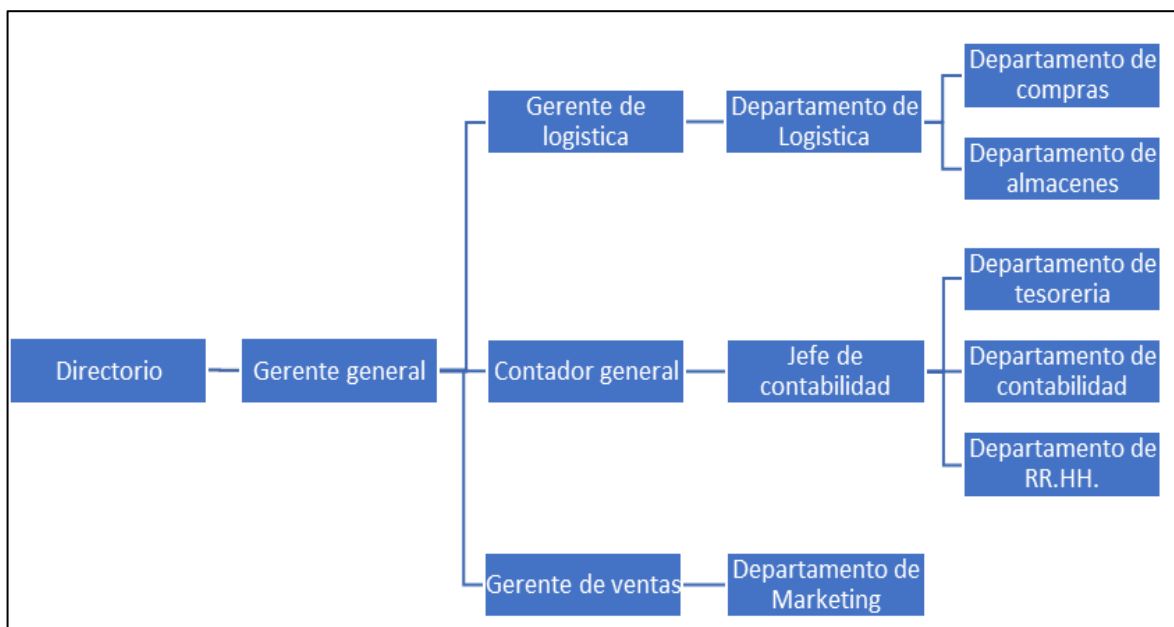 Departamento de
compras
Gerente de
logistica
Departamento de
Logistica
Departamento de
almacenes
Departamento de
tesoreria
Directorio
Gerente general
Contador general
Jefe de
contabilidad
Departamento de
contabilidad
Departamento de
RR.HH.
Gerente de ventas
Departamento de
Marketing